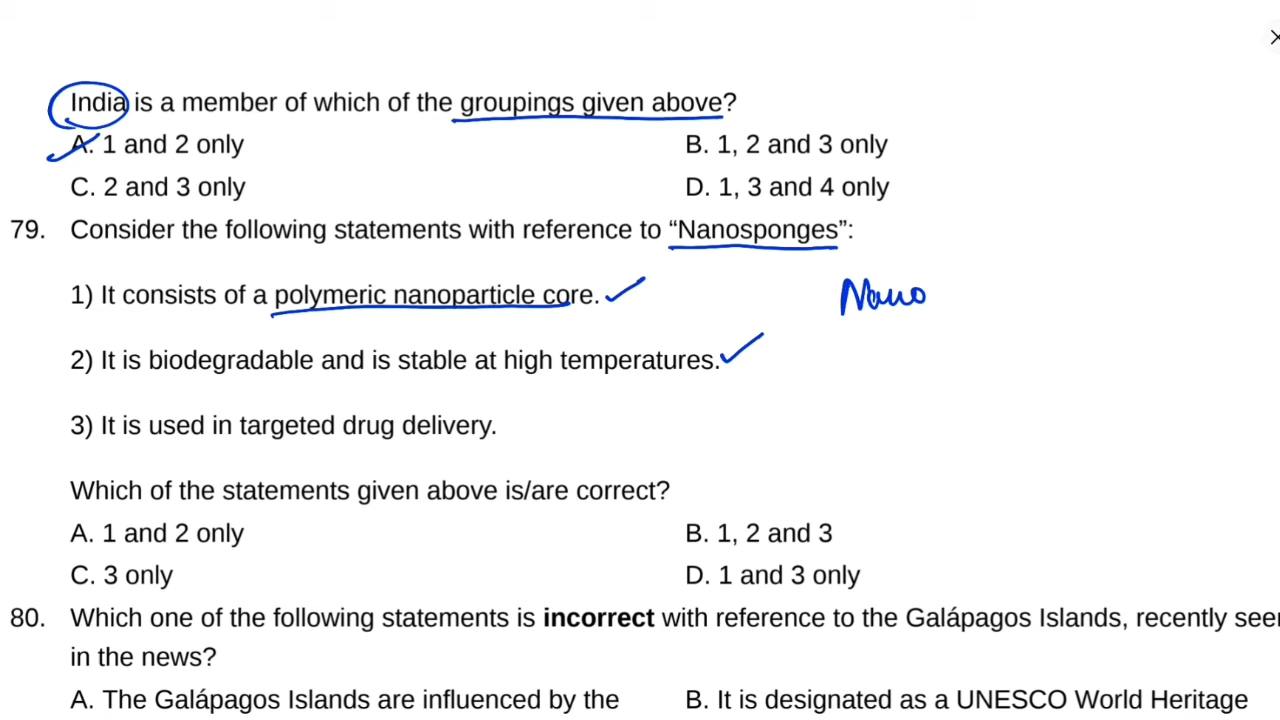 India is a member of which of the groupings given above?
A. 1 and 2 only B. 1, 2 and 3 only
C. 2 and 3 only D. 1, 3 and 4 only
79. Consider the following statements with reference to “Nanosponges”:
1) It consists of a polymeric nanoparticle core. Nano
2) It is biodegradable and is stable at high temperatures.
3) It is used in targeted drug delivery.
Which of the statements given above is/are correct?
A. 1 and 2 only B. 1, 2 and 3
C. 3 only D. 1 and 3 only
80. Which one of the following statements is incorrect with reference to the Galápagos Islands, recently seen
in the news?
A. The Galápagos Islands are influenced by the B. It is designated as a UNESCO World Heritage